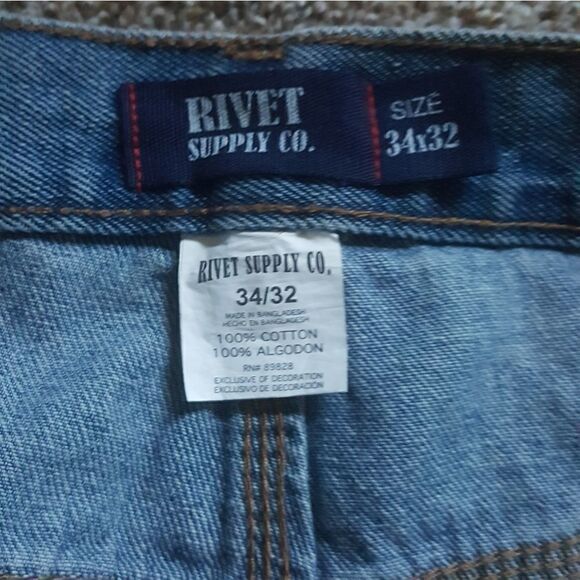 RIVET
SUPPLY CO.
SIZE
34x32
RIVET SUPPLY CO.
34/32
MADE IN BANGLADESH
HECHO EN BANGLADESH
100% COTTON
100% ALGODON
RN# 89828
EXCLUSIVE OF DECORATION
EXCLUSIVO DE DECORACION